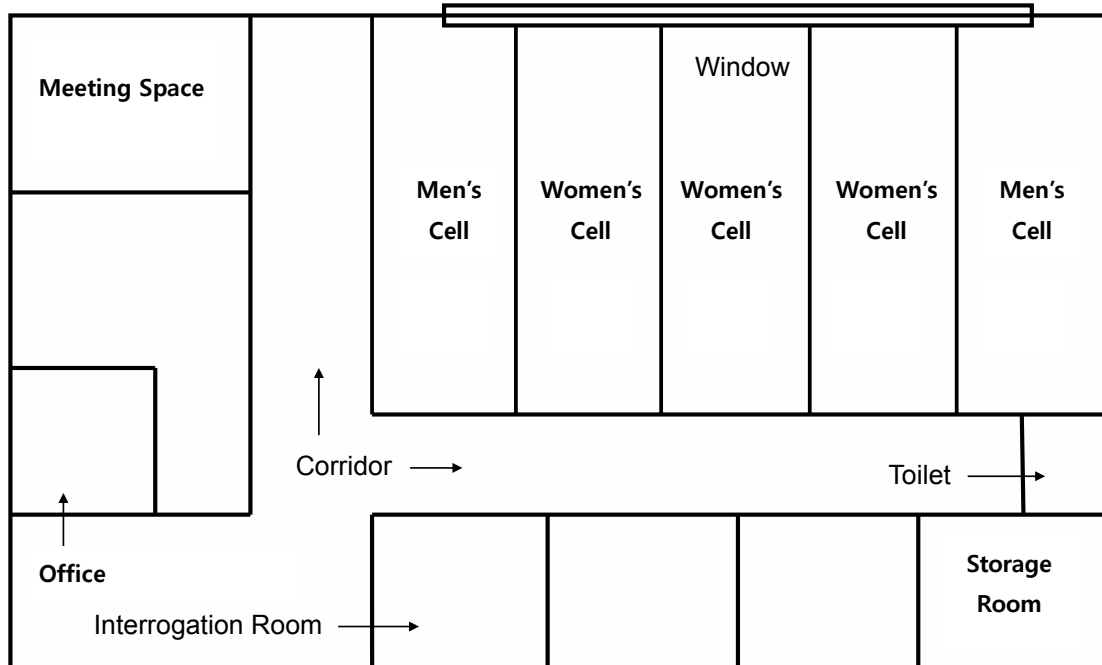 Window
Meeting Space
Men's
Cell
Women's
Cell
Women's
Cell
Women's
Cell
Men's
Cell
Corridor
Toilet
Office
Interrogation Room
Storage
Room